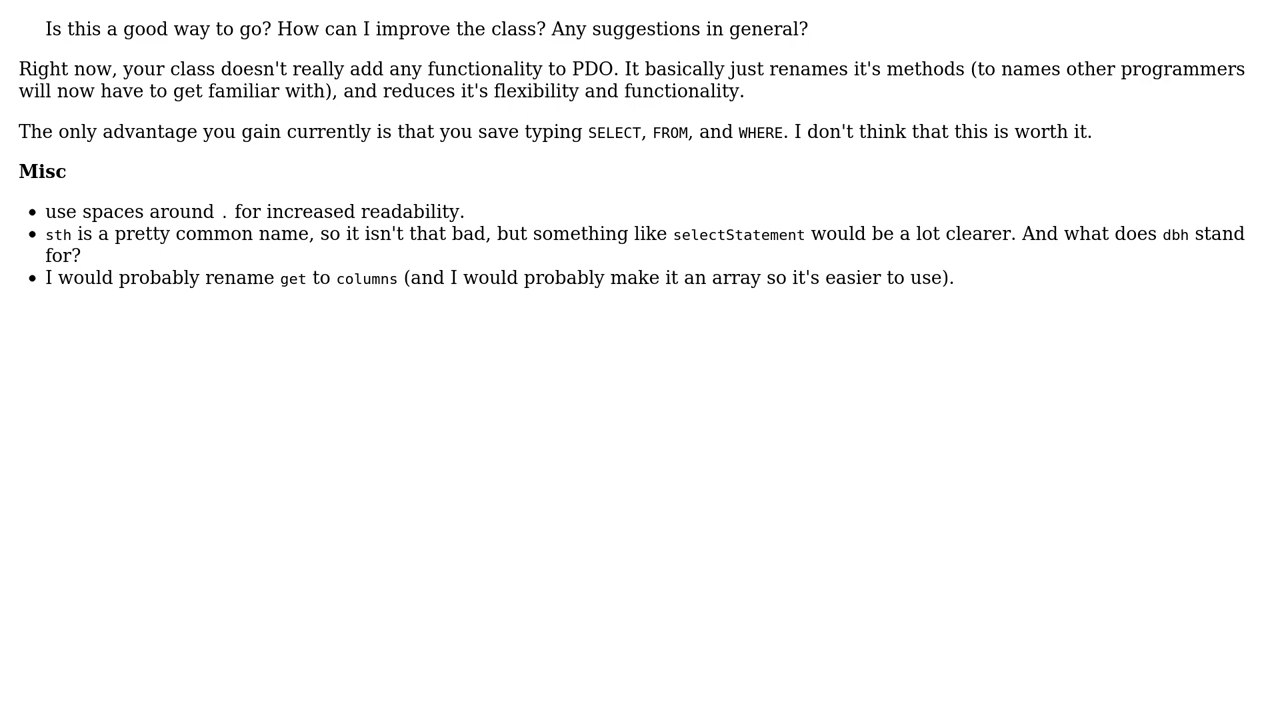 Is this a good way to go? How can I improve the class? Any suggestions in general?
Right now, your class doesn't really add any functionality to PDO. It basically just renames it's methods (to names other programmers
will now have to get familiar with), and reduces it's flexibility and functionality.
The only advantage you gain currently is that you save typing SELECT, FROM, and WHERE. I don't think that this is worth it.
Misc
• use spaces around . for increased readability.
• sth is a pretty common name, so it isn't that bad, but something like selectStatement would be a lot clearer. And what does dbh stand
for?
• I would probably rename get to columns (and I would probably make it an array so it's easier to use).